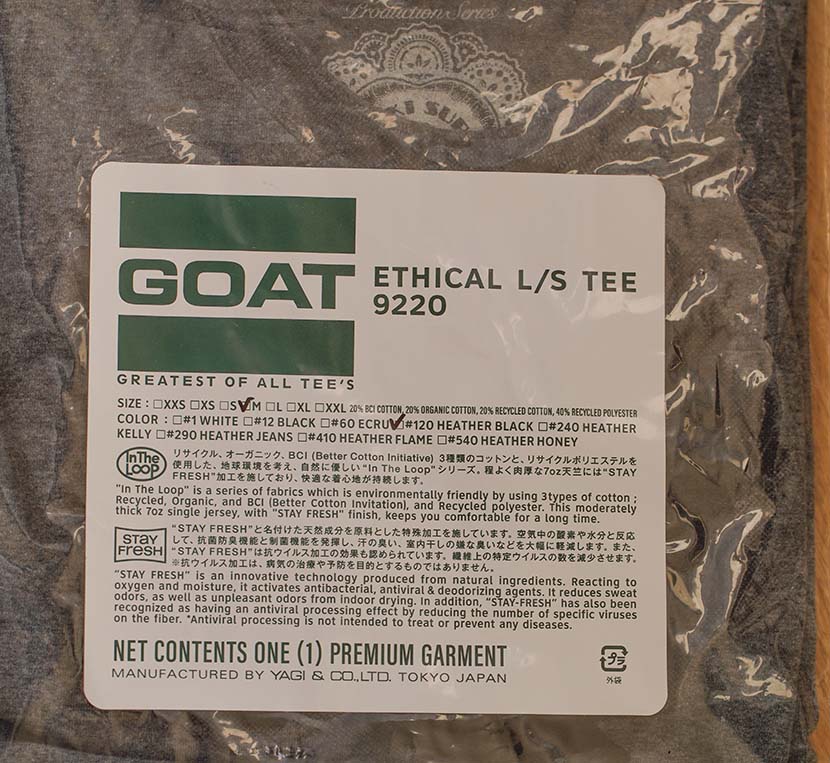 Production Series
GOAT
ETHICAL L/S TEE
9220
GREATEST OF ALL TEE'S
SIZE : □XXS □XS □S □M □L □XL □XXL 20% BCI COTTON, 20% ORGANIC COTTON, 20% RECYCLED COTTON, 40% RECYCLED POLYESTER
COLOR : □#1 WHITE □#12 BLACK □#60 ECRU □#120 HEATHER BLACK □#240 HEATHER
KELLY □#290 HEATHER JEANS □#410 HEATHER FLAME □#540 HEATHER HONEY
In The Loop
リサイクル、オーガニック、BCI (Better Cotton Initiative) 3種類のコットンと、リサイクルポリエステルを
使用した、地球環境を考え、自然に優しい"In The Loop"シリーズ。程よく肉厚な7oz天竺には"STAY
FRESH"加工を施しており、快適な着心地が持続します。
"In The Loop" is a series of fabrics which is environmentally friendly by using 3types of cotton ;
Recycled, Organic, and BCI (Better Cotton Invitation), and Recycled polyester. This moderately
thick 7oz single jersey, with "STAY FRESH" finish, keeps you comfortable for a long time.
STAY FRESH
"STAY FRESH"と名付けた天然成分を原料とした特殊加工を施しています。空気中の酸素や水分と反応
して、抗菌防臭機能と制菌機能を発揮し、汗の臭い、室内干しの嫌な臭いなどを大幅に軽減します。また、
"STAY FRESH"は抗ウイルス加工の効果も認められています。繊維上の特定ウイルスの数を減少させます。
※抗ウイルス加工は、病気の治療や予防を目的とするものではありません。
"STAY FRESH" is an innovative technology produced from natural ingredients. Reacting to
oxygen and moisture, it activates antibacterial, antiviral & deodorizing agents. It reduces sweat
odors, as well as unpleasant odors from indoor drying. In addition, "STAY-FRESH" has also been
recognized as having an antiviral processing effect by reducing the number of specific viruses
on the fiber. *Antiviral processing is not intended to treat or prevent any diseases.
NET CONTENTS ONE (1) PREMIUM GARMENT
MANUFACTURED BY YAGI & CO.,LTD. TOKYO JAPAN
プラ
外袋